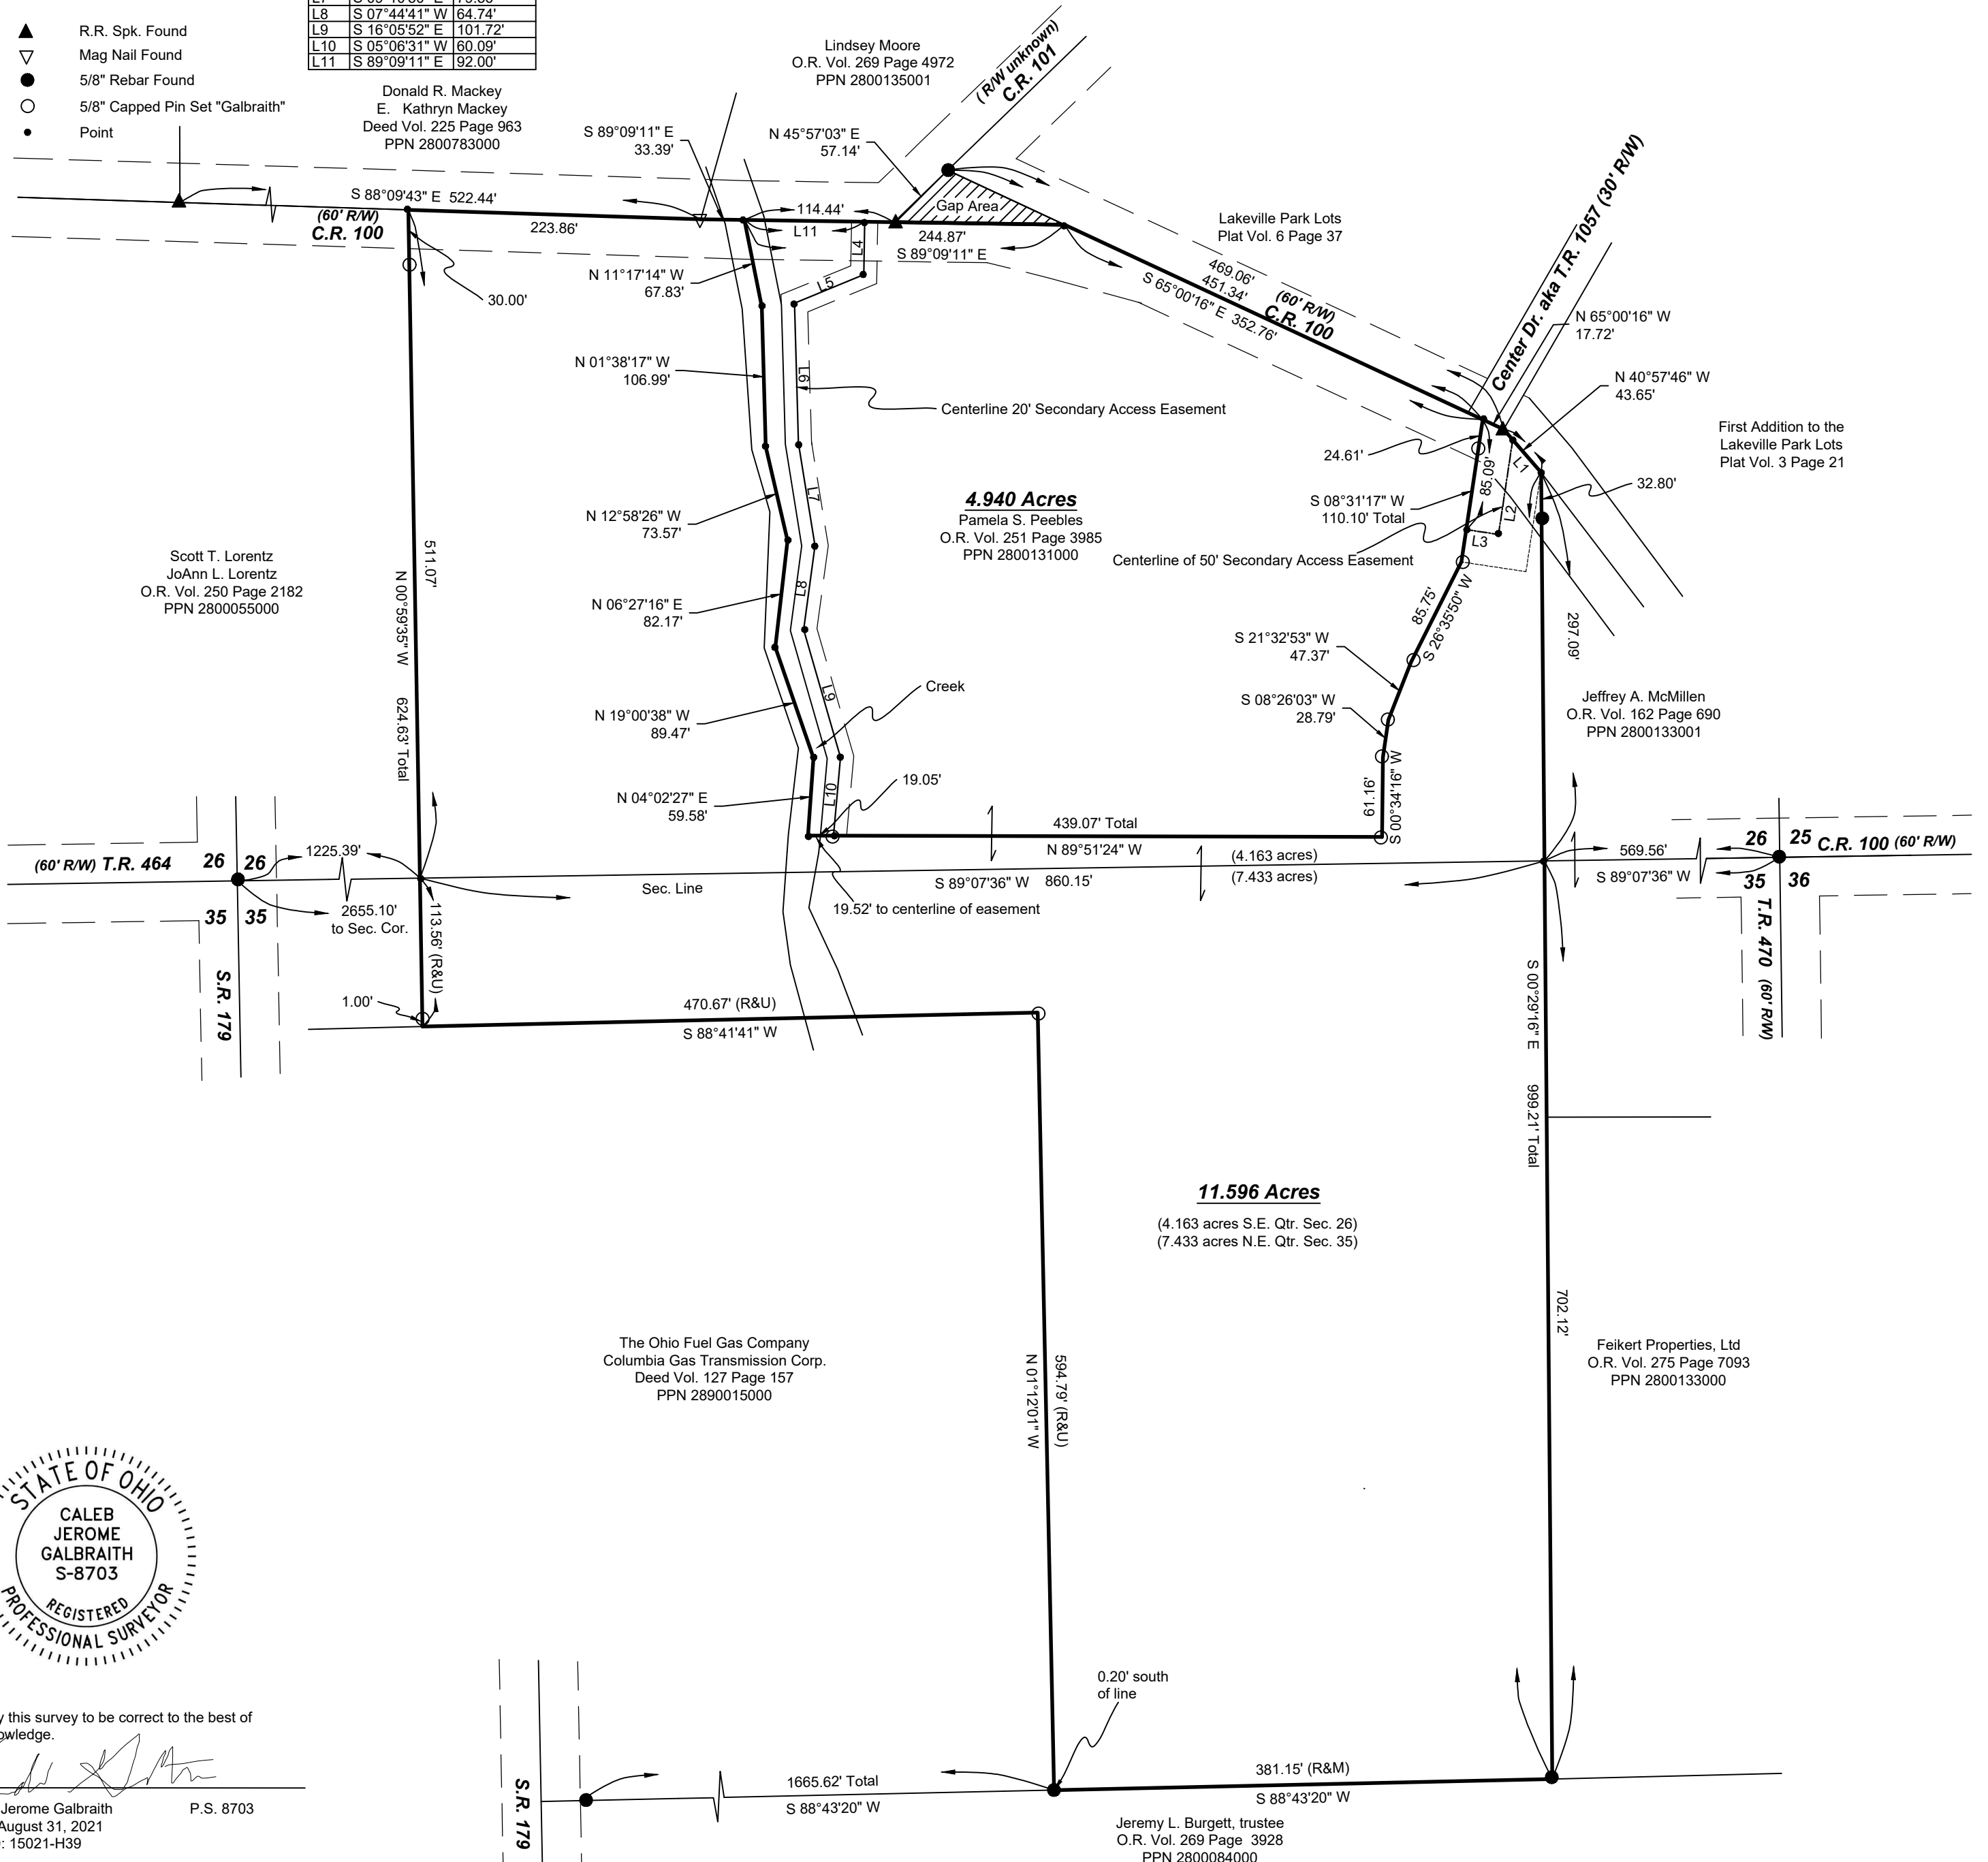 L8 S 07°44'41" W 64.74'
L9 S 16°05'52" E 101.72'
L10 S 05°06'31" W 60.09'
L11 S 89°09'11" E 92.00'
R.R. Spk. Found
Mag Nail Found
5/8" Rebar Found
5/8" Capped Pin Set "Galbraith"
Point
Donald R. Mackey
E. Kathryn Mackey
Deed Vol. 225 Page 963
PPN 2800783000
Lindsey Moore
O.R. Vol. 269 Page 4972
PPN 2800135001
(R/W unknown)
C.R. 101
S 89°09'11" E
33.39'
N 45°57'03" E
57.14'
S 88°09'43" E 522.44'
(60' R/W)
C.R. 100
223.86'
114.44'
L11
L4
L5
Gap Area
244.87'
S 89°09'11" E
Lakeville Park Lots
Plat Vol. 6 Page 37
469.06'
451.34'
S 65°00'16" E 352.76'
(60' R/W)
C.R. 100
Center Dr. aka T.R. 1057 (30' R/W)
N 65°00'16" W
17.72'
N 40°57'46" W
43.65'
First Addition to the
Lakeville Park Lots
Plat Vol. 3 Page 21
30.00'
N 11°17'14" W
67.83'
N 01°38'17" W
106.99'
L6
Centerline 20' Secondary Access Easement
24.61'
85.09'
L1
L2
L3
32.80'
S 08°31'17" W
110.10' Total
Centerline of 50' Secondary Access Easement
4.940 Acres
Pamela S. Peebles
O.R. Vol. 251 Page 3985
PPN 2800131000
N 12°58'26" W
73.57'
L7
Scott T. Lorentz
JoAnn L. Lorentz
O.R. Vol. 250 Page 2182
PPN 2800055000
511.07'
N 00°59'35" W 624.63' Total
N 06°27'16" E
82.17'
L8
85.75'
S 26°35'50" W
S 21°32'53" W
47.37'
297.09'
Creek
L9
N 19°00'38" W
89.47'
S 08°26'03" W
28.79'
Jeffrey A. McMillen
O.R. Vol. 162 Page 690
PPN 2800133001
19.05'
L10
N 04°02'27" E
59.58'
61.16'
S 00°34'16" W
439.07' Total
N 89°51'24" W
(4.163 acres)
(7.433 acres)
(60' R/W) T.R. 464
26 26
35 35
1225.39'
2655.10'
to Sec. Cor.
Sec. Line
S 89°07'36" W 860.15'
19.52' to centerline of easement
569.56'
S 89°07'36" W
26 25
35 36
C.R. 100 (60' R/W)
T.R. 470 (60' R/W)
S.R. 179
113.56' (R&U)
1.00'
470.67' (R&U)
S 88°41'41" W
S 00°29'16" E 999.21' Total
11.596 Acres
(4.163 acres S.E. Qtr. Sec. 26)
(7.433 acres N.E. Qtr. Sec. 35)
702.12'
The Ohio Fuel Gas Company
Columbia Gas Transmission Corp.
Deed Vol. 127 Page 157
PPN 2890015000
594.79' (R&U)
N 01°12'01" W
Feikert Properties, Ltd
O.R. Vol. 275 Page 7093
PPN 2800133000
STATE OF OHIO
CALEB
JEROME
GALBRAITH
S-8703
REGISTERED
PROFESSIONAL SURVEYOR
this survey to be correct to the best of
Jerome Galbraith P.S. 8703
August 31, 2021
: 15021-H39
S.R. 179
0.20' south
of line
1665.62' Total
S 88°43'20" W
381.15' (R&M)
S 88°43'20" W
Jeremy L. Burgett, trustee
O.R. Vol. 269 Page 3928
PPN 2800084000